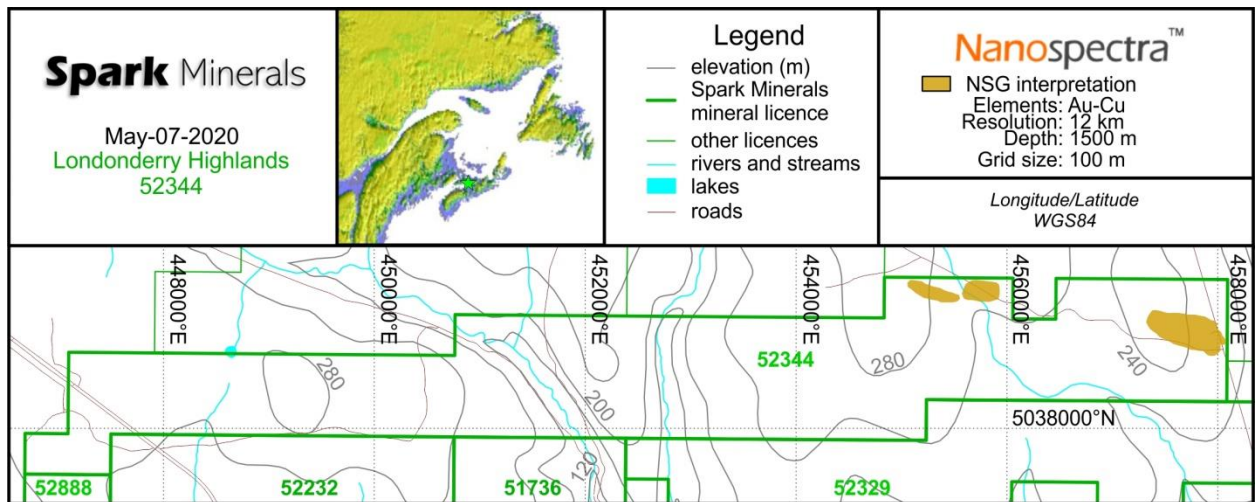 Spark Minerals
May-07-2020
Londonderry Highlands
52344
Legend
elevation (m)
Spark Minerals
mineral licence
other licences
rivers and streams
lakes
roads
Nanospectra™
NSG interpretation
Elements: Au-Cu
Resolution: 12 km
Depth: 1500 m
Grid size: 100 m
Longitude/Latitude
WGS84
448000°E
450000°E
452000°E
454000°E
456000°E
458000°E
280
200
52344
280
240
5038000°N
120
52888
52232
51736
52329